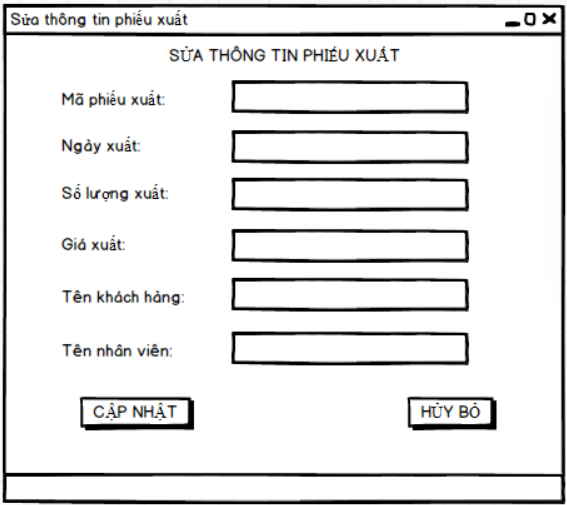 Sửa thông tin phiếu xuất
SỬA THÔNG TIN PHIẾU XUẤT
Mã phiếu xuất:
Ngày xuất:
Số lượng xuất:
Giá xuất:
Tên khách hàng:
Tên nhân viên:
CẬP NHẬT HỦY BỎ